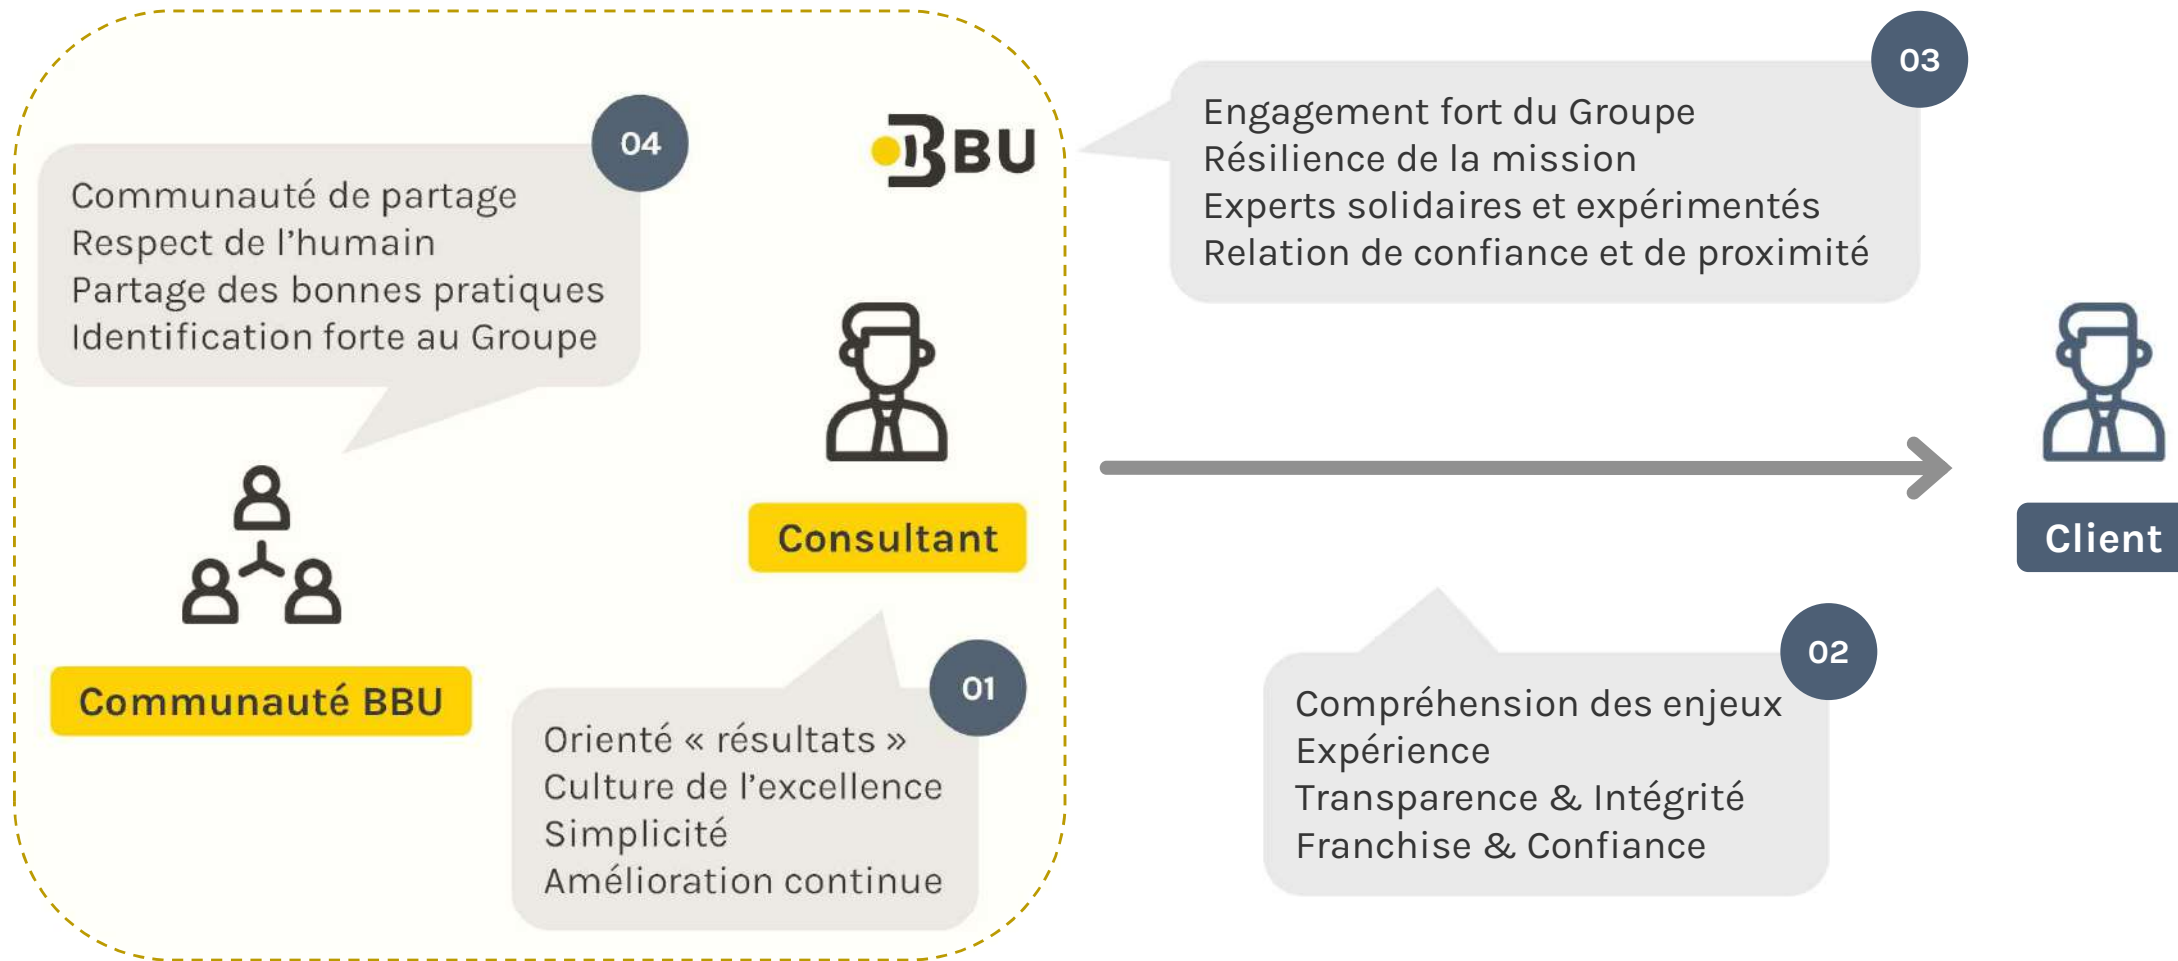 04
Communauté de partage
Respect de l’humain
Partage des bonnes pratiques
Identification forte au Groupe
BBU
03
Engagement fort du Groupe
Résilience de la mission
Experts solidaires et expérimentés
Relation de confiance et de proximité
Consultant
Client
Communauté BBU
01
Orienté « résultats »
Culture de l’excellence
Simplicité
Amélioration continue
02
Compréhension des enjeux
Expérience
Transparence & Intégrité
Franchise & Confiance